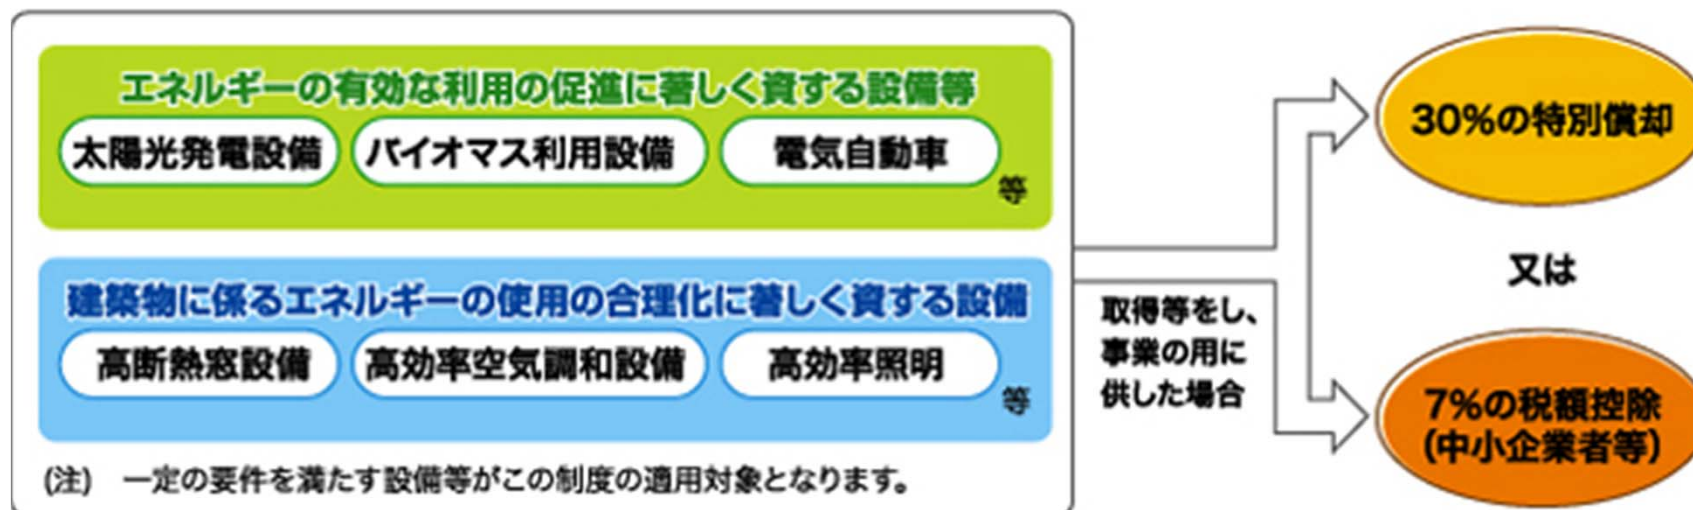 エネルギーの有効な利用の促進に著しく資する設備等
太陽光発電設備
バイオマス利用設備
電気自動車
等
建築物に係るエネルギーの使用の合理化に著しく資する設備
高断熱窓設備
高効率空気調和設備
高効率照明
等
(注) 一定の要件を満たす設備等がこの制度の適用対象となります。
取得等をし、
事業の用に
供した場合
30%の特別償却
又は
7%の税額控除
(中小企業者等)